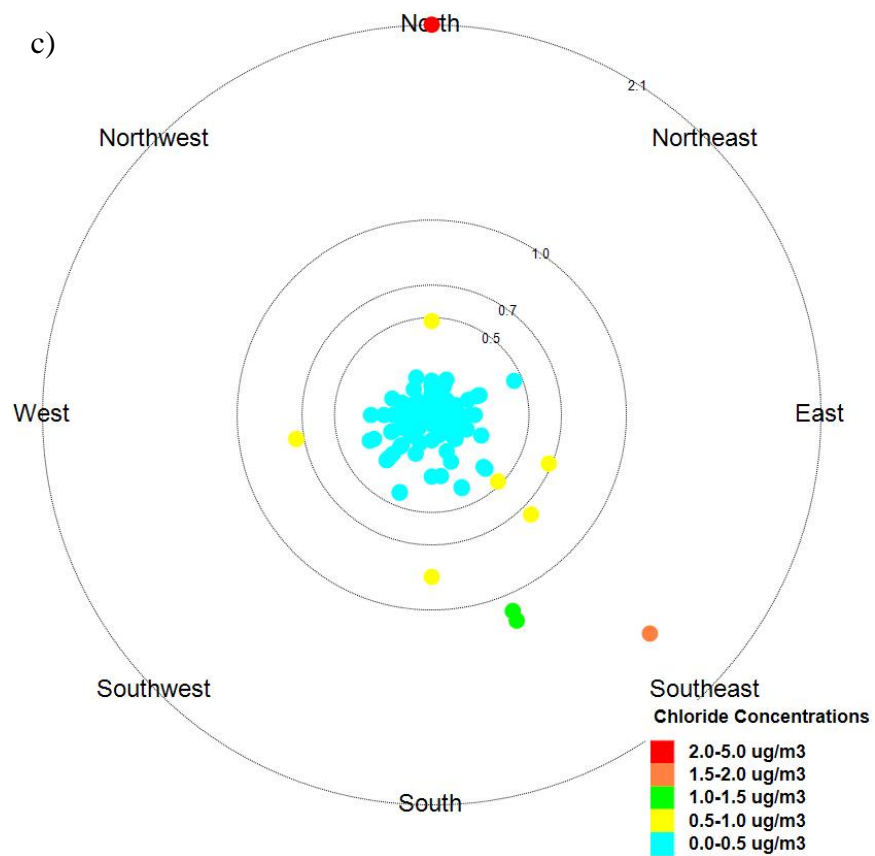 c)
North
2.1
Northwest
Northeast
1.0
0.7
0.5
West
East
Southwest
Southeast
South
Chloride Concentrations
2.0-5.0 ug/m3
1.5-2.0 ug/m3
1.0-1.5 ug/m3
0.5-1.0 ug/m3
0.0-0.5 ug/m3